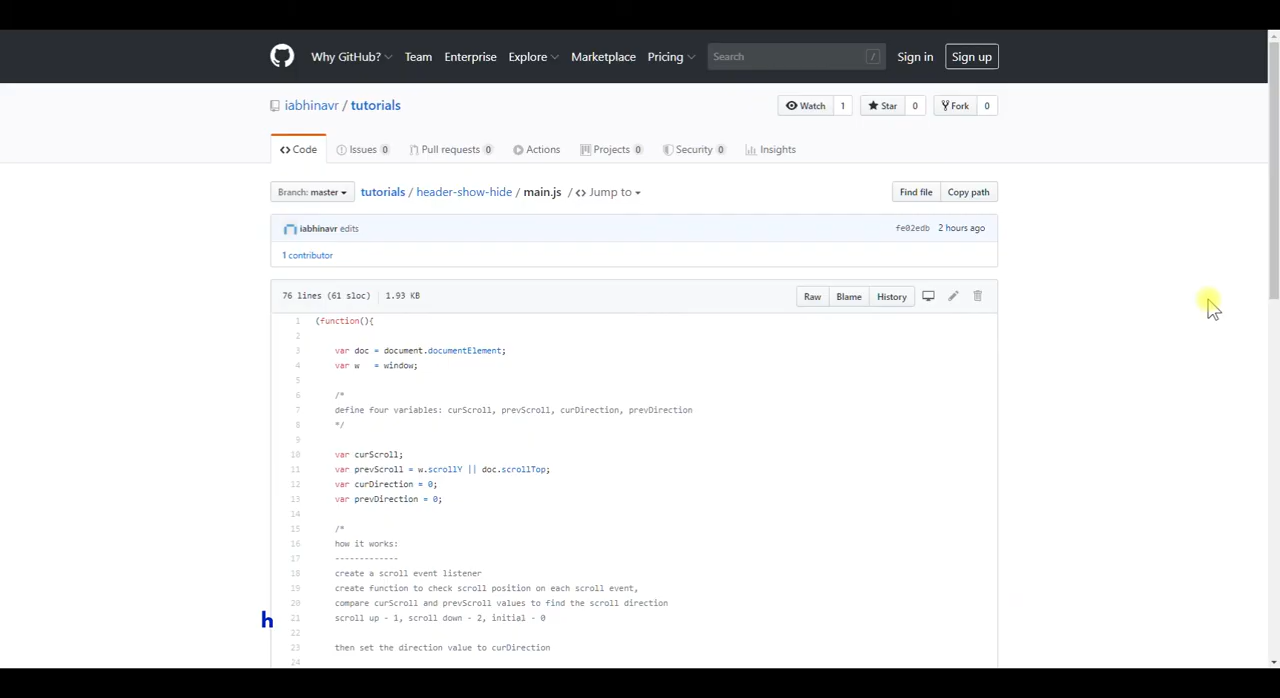 Why GitHub? Team Enterprise Explore Marketplace Pricing Search / Sign in Sign up
iabhinavr / tutorials Watch 1 Star 0 Fork 0
Code Issues 0 Pull requests 0 Actions Projects 0 Security 0 Insights
Branch: master tutorials / header-show-hide / main.js / Jump to Find file Copy path
iabhinavr edits fe02edb 2 hours ago
1 contributor
76 lines (61 sloc) 1.93 KB Raw Blame History
1 (function(){
2
3 var doc = document.documentElement;
4 var w = window;
5
6 /*
7 define four variables: curScroll, prevScroll, curDirection, prevDirection
8 */
9
10 var curScroll;
11 var prevScroll = w.scrollY || doc.scrollTop;
12 var curDirection = 0;
13 var prevDirection = 0;
14
15 /*
16 how it works:
17 -------------
18 create a scroll event listener
19 create function to check scroll position on each scroll event,
20 compare curScroll and prevScroll values to find the scroll direction
h 21 scroll up - 1, scroll down - 2, initial - 0
22
23 then set the direction value to curDirection
24